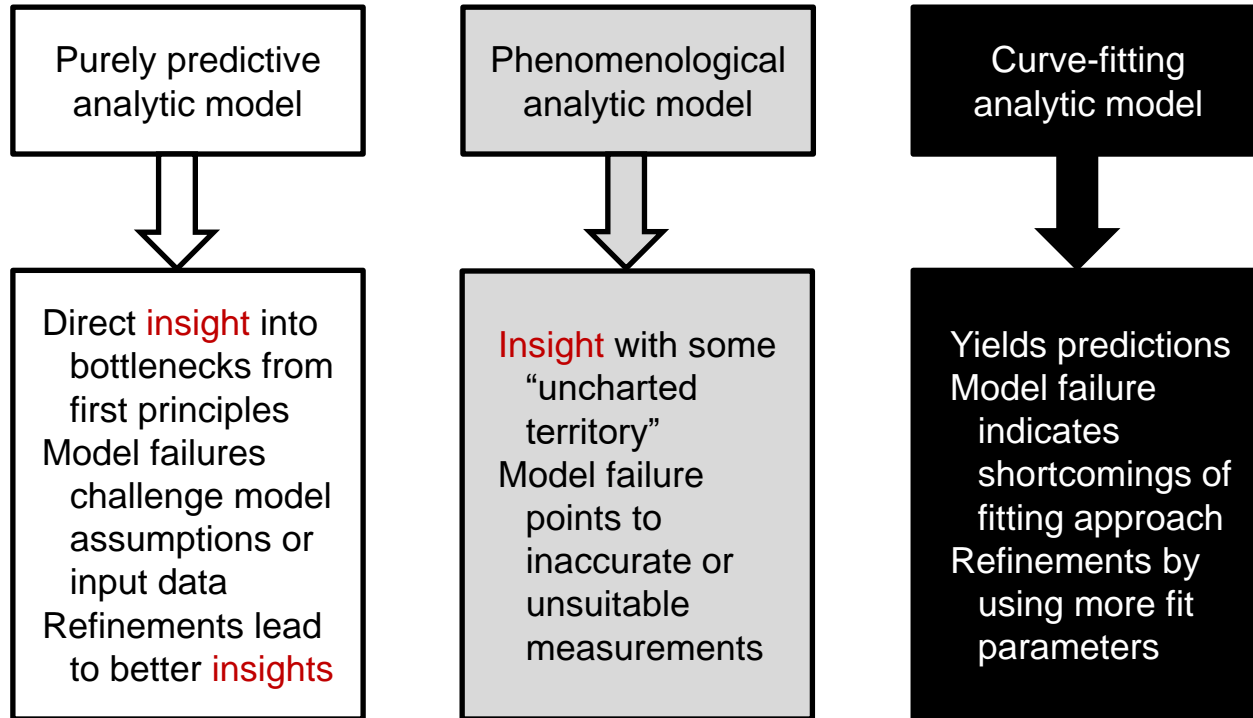 Purely predictive
analytic model
Direct insight into
bottlenecks from
first principles
Model failures
challenge model
assumptions or
input data
Refinements lead
to better insights
Phenomenological
analytic model
Insight with some
“uncharted
territory”
Model failure
points to
inaccurate or
unsuitable
measurements
Curve-fitting
analytic model
Yields predictions
Model failure
indicates
shortcomings of
fitting approach
Refinements by
using more fit
parameters